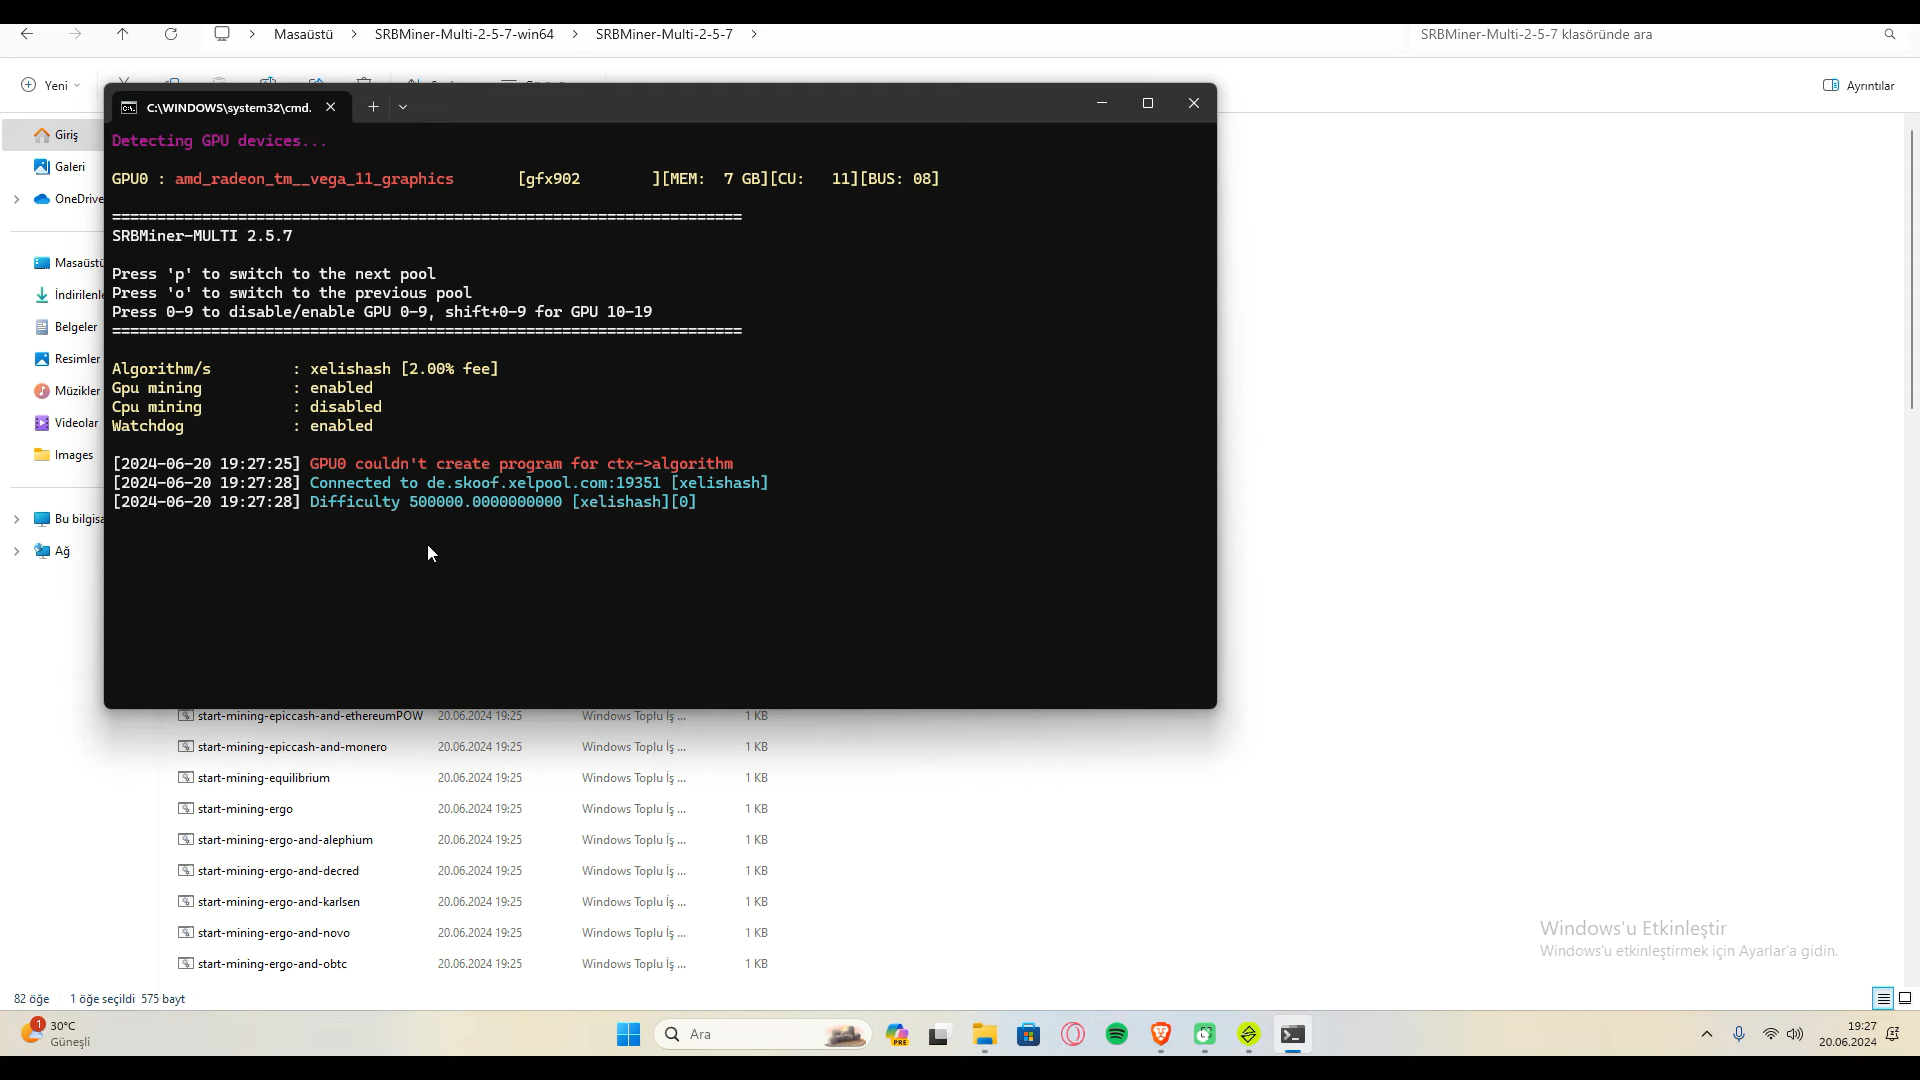 Masaüstü > SRBMiner-Multi-2-5-7-win64 > SRBMiner-Multi-2-5-7 >
SRBMiner-Multi-2-5-7 klasöründe ara
Yeni
Ayrıntılar
C:\WINDOWS\system32\cmd.
Giriş
Galeri
OneDrive
Masaüstü
İndirilenle
Belgeler
Resimler
Müzikler
Videolar
Images
Bu bilgisa
Ağ
Detecting GPU devices...
GPU0 : amd_radeon_tm__vega_11_graphics [gfx902 ][MEM: 7 GB][CU: 11][BUS: 08]
======================================================================
SRBMiner-MULTI 2.5.7
Press 'p' to switch to the next pool
Press 'o' to switch to the previous pool
Press 0-9 to disable/enable GPU 0-9, shift+0-9 for GPU 10-19
======================================================================
Algorithm/s : xelishash [2.00% fee]
Gpu mining : enabled
Cpu mining : disabled
Watchdog : enabled
[2024-06-20 19:27:25] GPU0 couldn't create program for ctx->algorithm
[2024-06-20 19:27:28] Connected to de.skoof.xelpool.com:19351 [xelishash]
[2024-06-20 19:27:28] Difficulty 500000.0000000000 [xelishash][0]
start-mining-epiccash-and-ethereumPOW 20.06.2024 19:25 Windows Toplu İş ... 1 KB
start-mining-epiccash-and-monero 20.06.2024 19:25 Windows Toplu İş ... 1 KB
start-mining-equilibrium 20.06.2024 19:25 Windows Toplu İş ... 1 KB
start-mining-ergo 20.06.2024 19:25 Windows Toplu İş ... 1 KB
start-mining-ergo-and-alephium 20.06.2024 19:25 Windows Toplu İş ... 1 KB
start-mining-ergo-and-decred 20.06.2024 19:25 Windows Toplu İş ... 1 KB
start-mining-ergo-and-karlsen 20.06.2024 19:25 Windows Toplu İş ... 1 KB
start-mining-ergo-and-novo 20.06.2024 19:25 Windows Toplu İş ... 1 KB
start-mining-ergo-and-obtc 20.06.2024 19:25 Windows Toplu İş ... 1 KB
Windows'u Etkinleştir
Windows'u etkinleştirmek için Ayarlar'a gidin.
82 öğe 1 öğe seçildi 575 bayt
1
30°C
Güneşli
Ara
PRE
19:27
20.06.2024